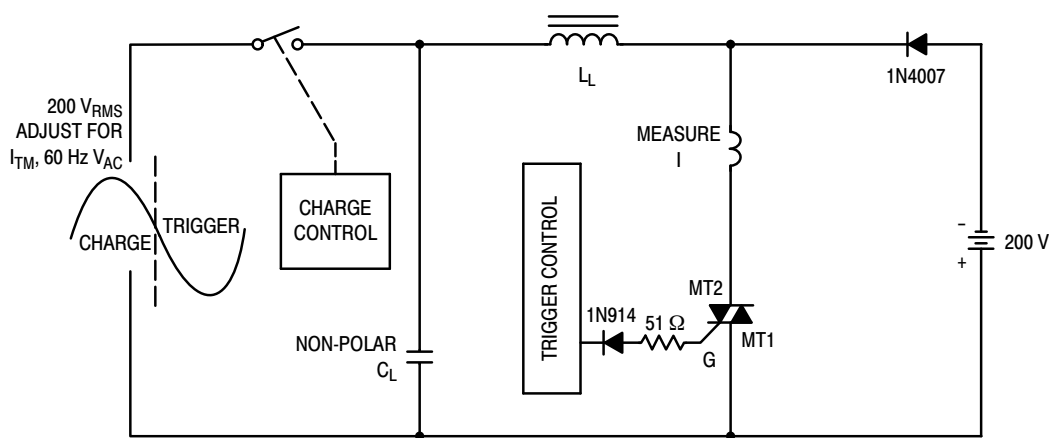 L_L
1N4007
200 V_RMS
ADJUST FOR
I_TM, 60 Hz V_AC
MEASURE
I
CHARGE
TRIGGER
CHARGE
CONTROL
TRIGGER CONTROL
-
+
200 V
MT2
MT1
1N914
51 Ω
G
NON-POLAR
C_L